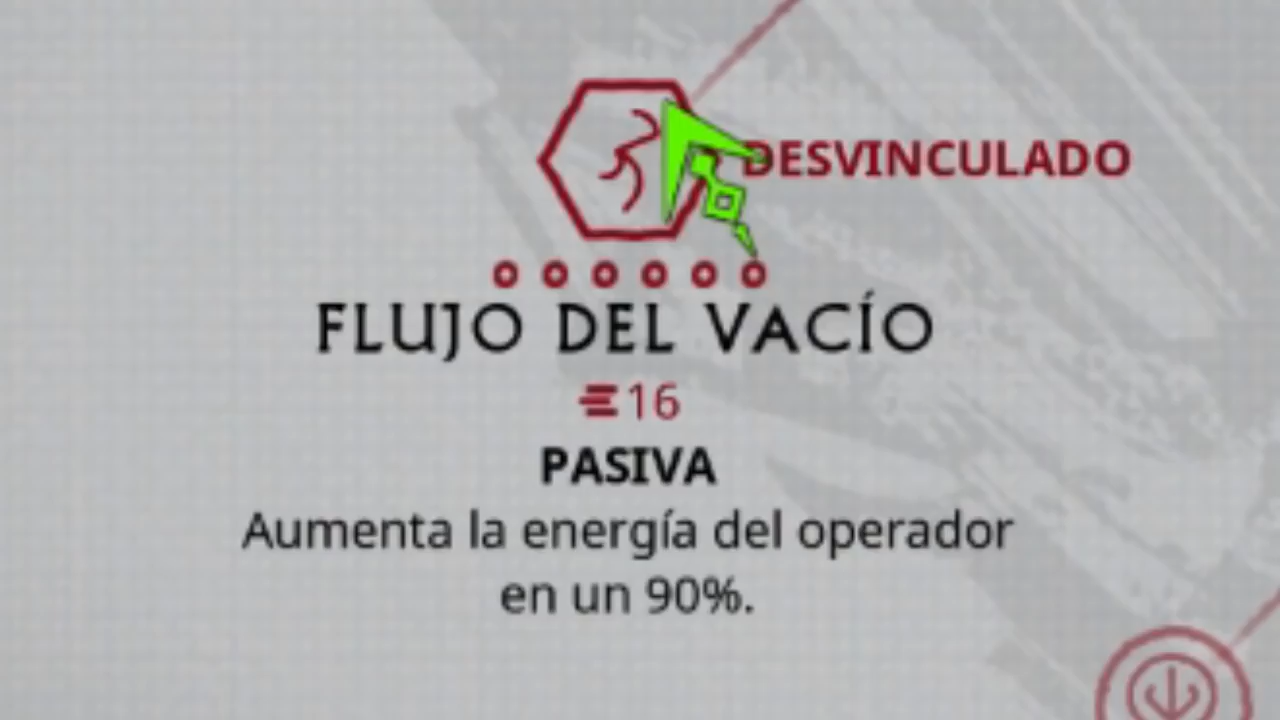 DESVINCULADO
FLUJO DEL VACÍO
16
PASIVA
Aumenta la energía del operador
en un 90%.